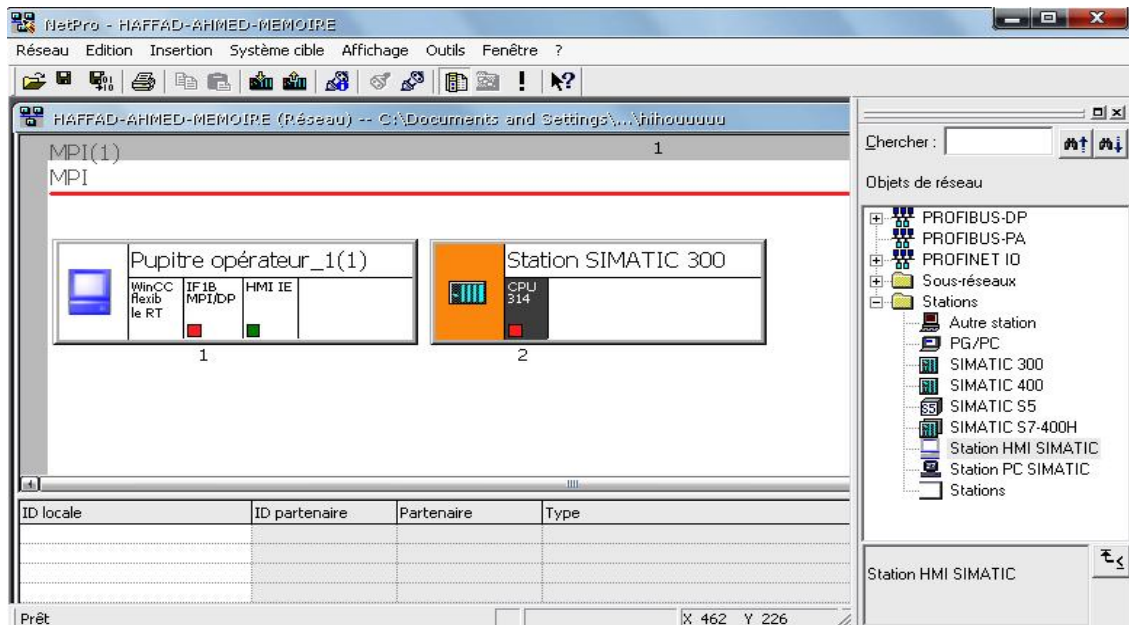 NetPro - HAFFAD-AHMED-MEMOIRE
Réseau Edition Insertion Système cible Affichage Outils Fenêtre ?
HAFFAD-AHMED-MEMOIRE (Réseau) -- C:\Documents and Settings\...\hihouuuuu
MPI(1)
1
MPI
Pupitre opérateur_1(1)
WinCC
flexib
le RT
IF1B
MPI/DP
HMI IE
1
Station SIMATIC 300
CPU
314
2
ID locale ID partenaire Partenaire Type
Prêt
X 462 Y 226
Chercher :
Objets de réseau
PROFIBUS-DP
PROFIBUS-PA
PROFINET IO
Sous-réseaux
Stations
Autre station
PG/PC
SIMATIC 300
SIMATIC 400
S5 SIMATIC S5
SIMATIC S7-400H
Station HMI SIMATIC
Station PC SIMATIC
Stations
Station HMI SIMATIC